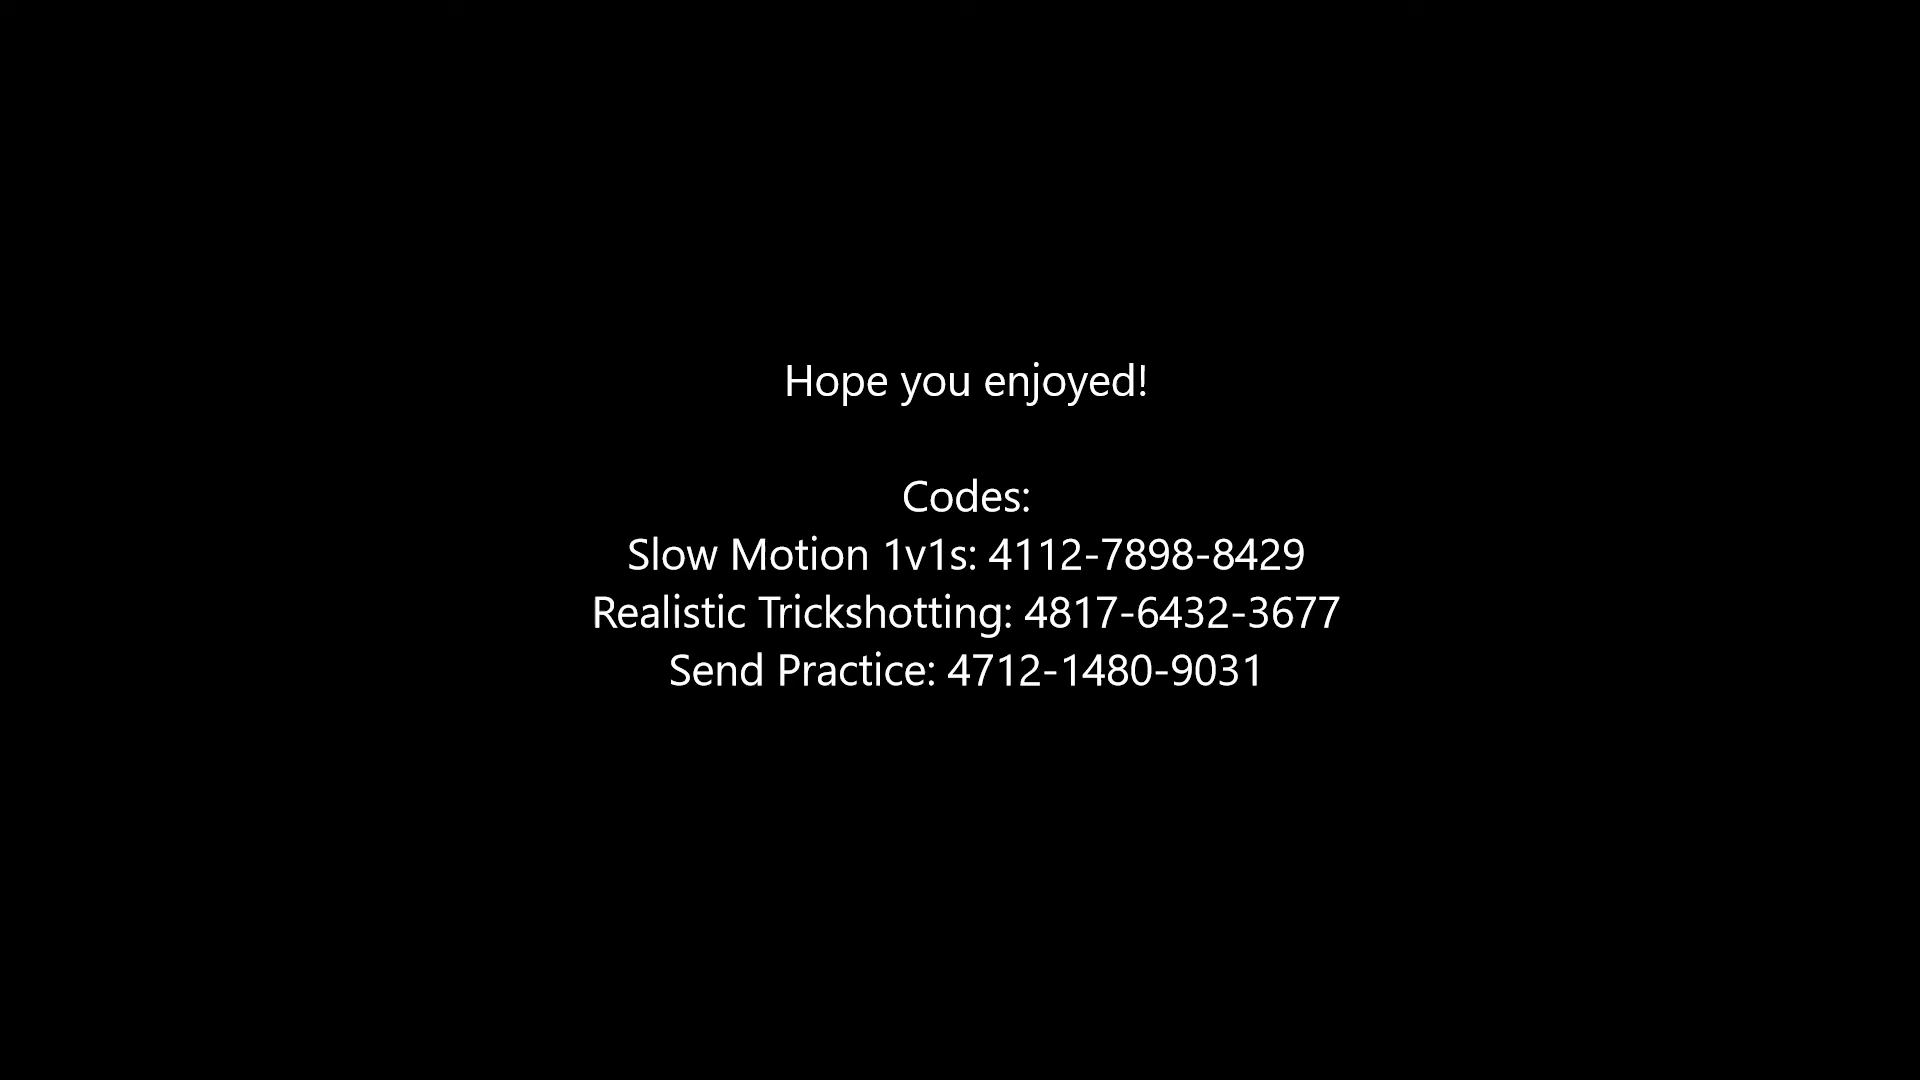 Hope you enjoyed!
Codes:
Slow Motion 1v1s: 4112-7898-8429
Realistic Trickshotting: 4817-6432-3677
Send Practice: 4712-1480-9031